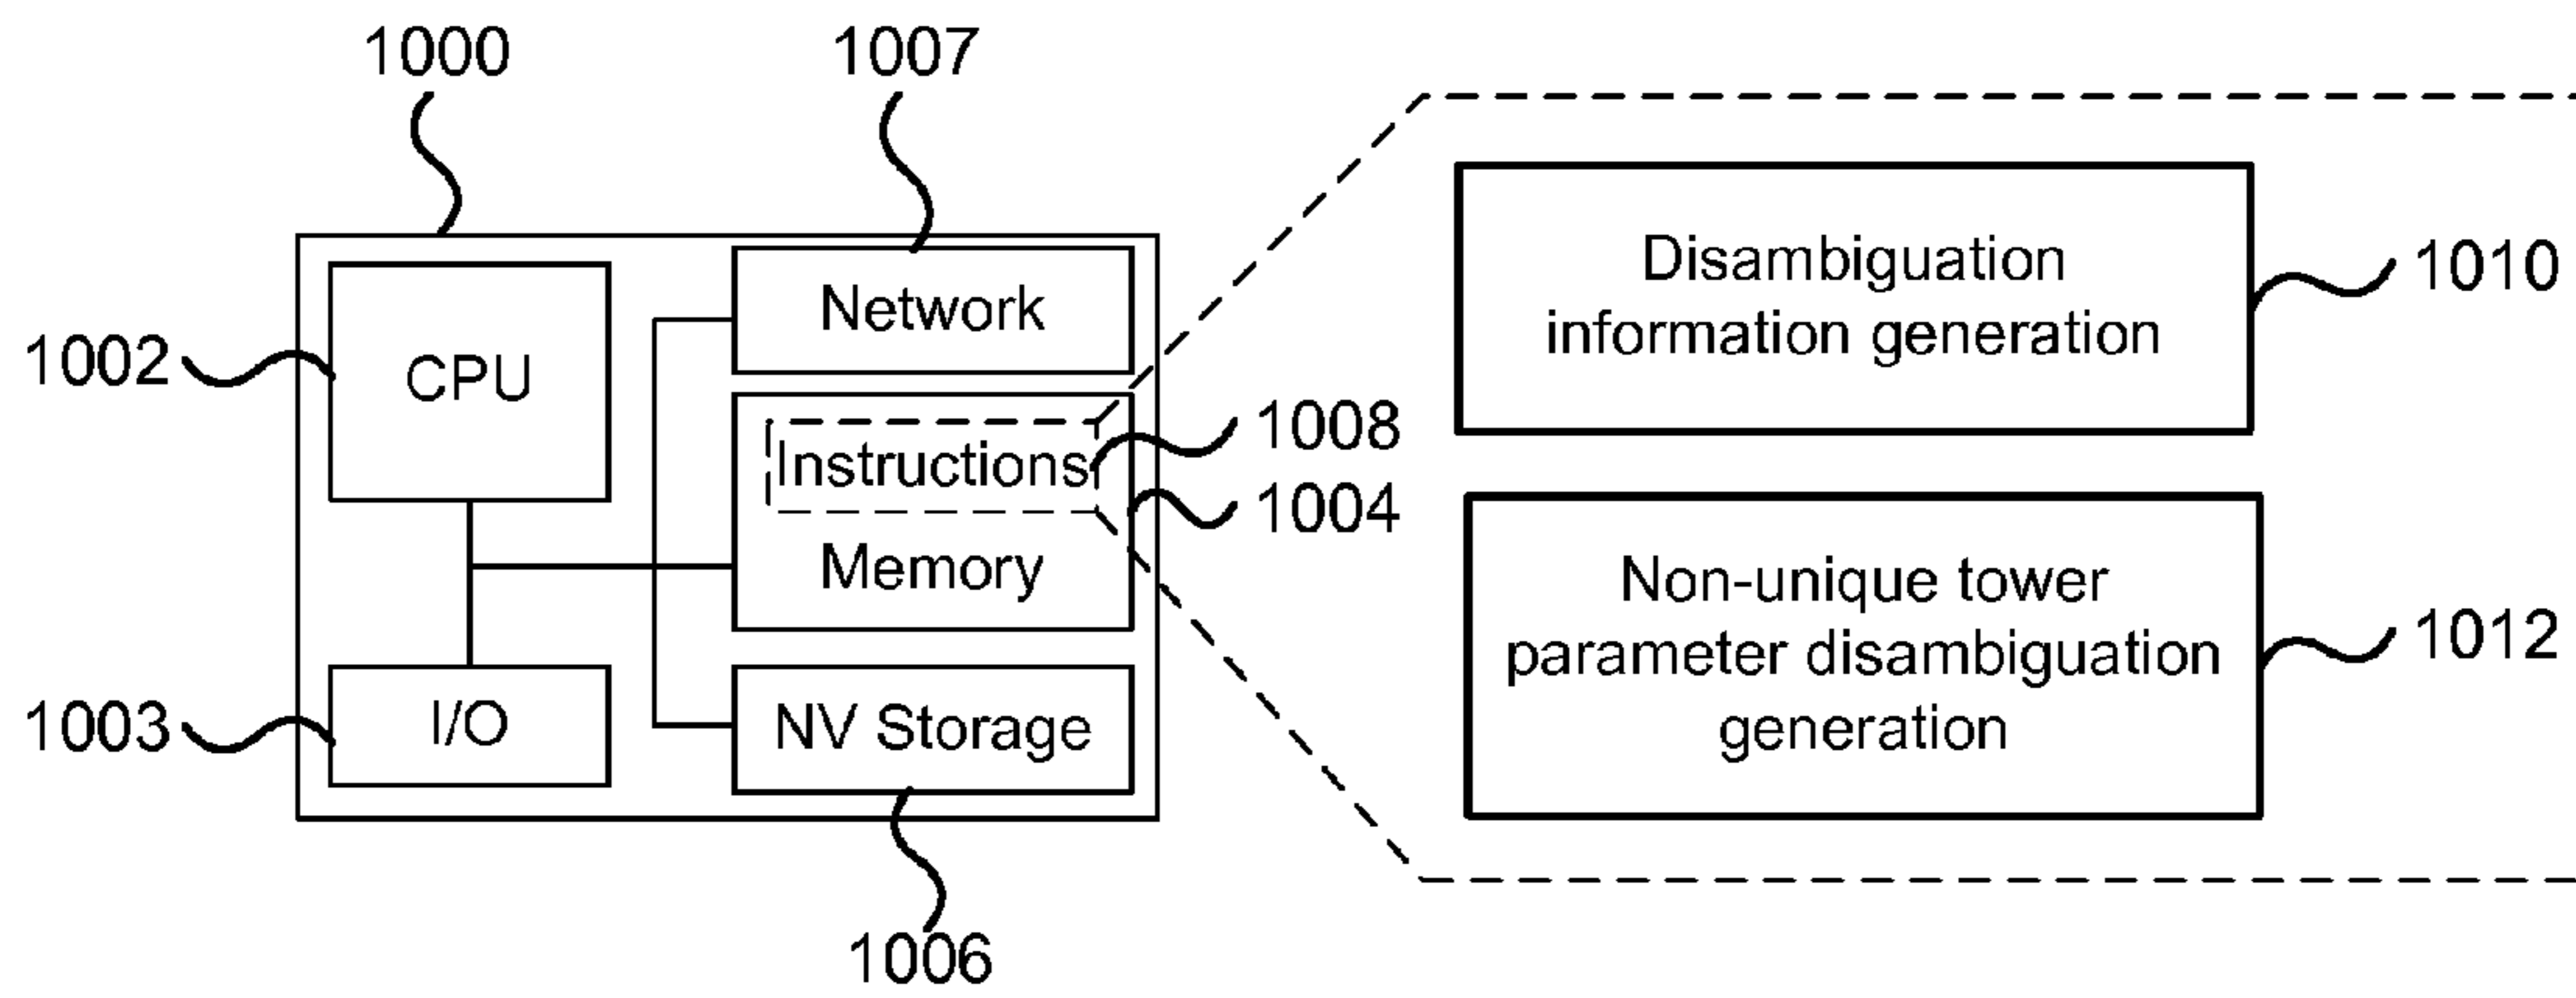 1000
1007
1002
CPU
Network
1008
Instructions
1004
Memory
1003
I/O
NV Storage
1006
Disambiguation
information generation
1010
Non-unique tower
parameter disambiguation
generation
1012